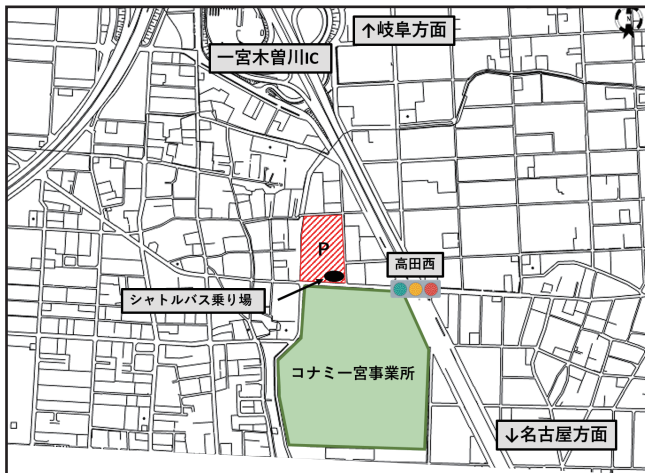 ↑岐阜方面
一宮木曽川IC
N
P
高田西
シャトルバス乗り場
コナミ一宮事業所
↓名古屋方面